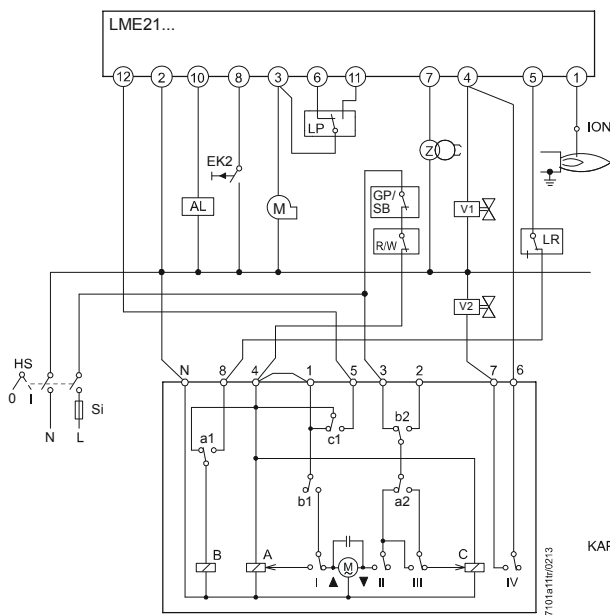 LME21...
12 2 10 8 3 6 11 7 4 5 1
LP
ION
EK2
Z
AL
M
GP/
SB
V1
R/W
LR
V2
HS
0 I
Si
N L
N 8 4 1 5 3 2 7 6
a1
c1
b2
b1
a2
B A I M II III C IV
KAP
7101a11tr/0213